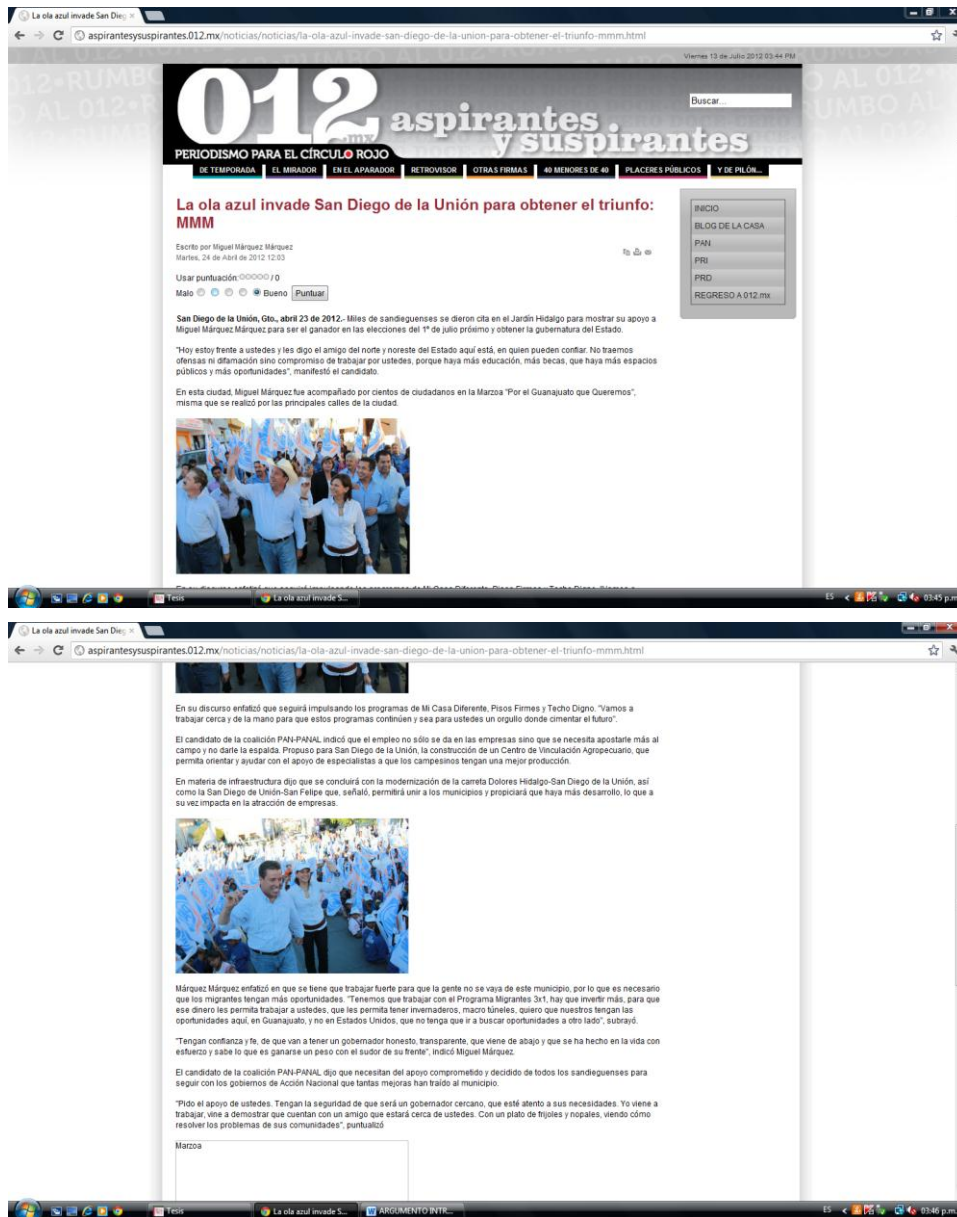 La ola azul invade San Die
aspirantesysuspirantes.012.mx/noticias/noticias/la-ola-azul-invade-san-diego-de-la-union-para-obtener-el-triunfo-mmm.html
Viernes 13 de Julio 2012 03:44 PM
012.mx aspirantes y suspirantes
Buscar...
PERIODISMO PARA EL CÍRCULO ROJO
DE TEMPORADA EL MIRADOR EN EL APARADOR RETROVISOR OTRAS FIRMAS 40 MENORES DE 40 PLACERES PÚBLICOS Y DE PILÓN...
La ola azul invade San Diego de la Unión para obtener el triunfo:
MMM
Escrito por Miguel Márquez Márquez
Martes, 24 de Abril de 2012 12:03
Usar puntuación: / 0
Malo Bueno Puntuar
INICIO
BLOG DE LA CASA
PAN
PRI
PRD
REGRESO A 012.mx
San Diego de la Unión, Gto., abril 23 de 2012.- Miles de sandieguenses se dieron cita en el Jardín Hidalgo para mostrar su apoyo a
Miguel Márquez Márquez para ser el ganador en las elecciones del 1º de julio próximo y obtener la gubernatura del Estado.
"Hoy estoy frente a ustedes y les digo el amigo del norte y noreste del Estado aquí está, en quien pueden confiar. No traemos
ofensas ni difamación sino compromiso de trabajar por ustedes, porque haya más educación, más becas, que haya más espacios
públicos y más oportunidades", manifestó el candidato.
En esta ciudad, Miguel Márquez fue acompañado por cientos de ciudadanos en la Marzoa "Por el Guanajuato que Queremos",
misma que se realizó por las principales calles de la ciudad.
Tesis La ola azul invade S... ES 03:45 p.m.
La ola azul invade San Die
aspirantesysuspirantes.012.mx/noticias/noticias/la-ola-azul-invade-san-diego-de-la-union-para-obtener-el-triunfo-mmm.html
En su discurso enfatizó que seguirá impulsando los programas de Mi Casa Diferente, Pisos Firmes y Techo Digno. "Vamos a
trabajar cerca y de la mano para que estos programas continúen y sea para ustedes un orgullo donde cimentar el futuro".
El candidato de la coalición PAN-PANAL indicó que el empleo no sólo se da en las empresas sino que se necesita apostarle más al
campo y no darle la espalda. Propuso para San Diego de la Unión, la construcción de un Centro de Vinculación Agropecuario, que
permita orientar y ayudar con el apoyo de especialistas a que los campesinos tengan una mejor producción.
En materia de infraestructura dijo que se concluirá con la modernización de la carreta Dolores Hidalgo-San Diego de la Unión, así
como la San Diego de Unión-San Felipe que, señaló, permitirá unir a los municipios y propiciará que haya más desarrollo, lo que a
su vez impacta en la atracción de empresas.
Márquez Márquez enfatizó en que se tiene que trabajar fuerte para que la gente no se vaya de este municipio, por lo que es necesario
que los migrantes tengan más oportunidades. "Tenemos que trabajar con el Programa Migrantes 3x1, hay que invertir más, para que
ese dinero les permita trabajar a ustedes, que les permita tener invernaderos, macro túneles, quiero que nuestros tengan las
oportunidades aquí, en Guanajuato, y no en Estados Unidos, que no tenga que ir a buscar oportunidades a otro lado", subrayó.
"Tengan confianza y fe, de que van a tener un gobernador honesto, transparente, que viene de abajo y que se ha hecho en la vida con
esfuerzo y sabe lo que es ganarse un peso con el sudor de su frente", indicó Miguel Márquez.
El candidato de la coalición PAN-PANAL dijo que necesitan del apoyo comprometido y decidido de todos los sandieguenses para
seguir con los gobiernos de Acción Nacional que tantas mejoras han traído al municipio.
"Pido el apoyo de ustedes. Tengan la seguridad de que será un gobernador cercano, que esté atento a sus necesidades. Yo viene a
trabajar, vine a demostrar que cuentan con un amigo que estará cerca de ustedes. Con un plato de frijoles y nopales, viendo cómo
resolver los problemas de sus comunidades", puntualizó
Marzoa
Tesis La ola azul invade S... ARGUMENTO INTR... ES 03:46 p.m.